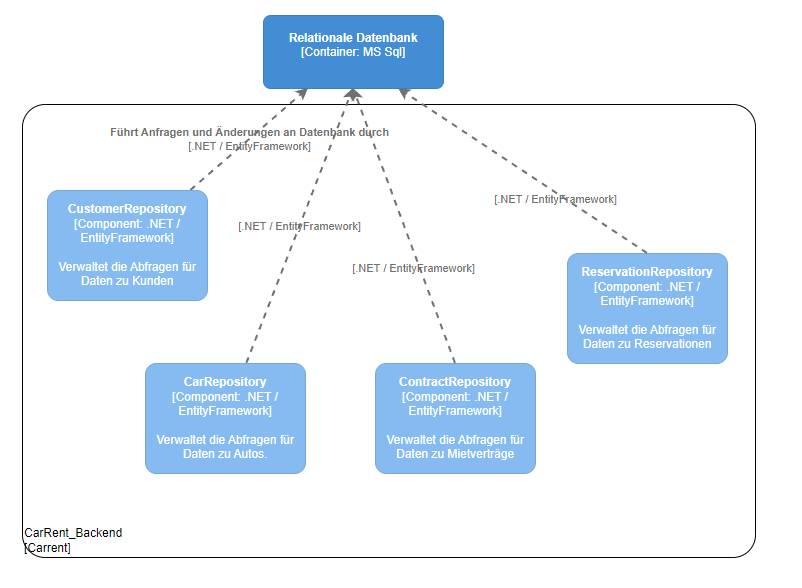 Relationale Datenbank
[Container: MS Sql]
Führt Anfragen und Änderungen an Datenbank durch
[.NET / EntityFramework]
CustomerRepository
[Component: .NET /
EntityFramework]
Verwaltet die Abfragen für
Daten zu Kunden
[.NET / EntityFramework]
[.NET / EntityFramework]
[.NET / EntityFramework]
ReservationRepository
[Component: .NET /
EntityFramework]
Verwaltet die Abfragen für
Daten zu Reservationen
CarRepository
[Component: .NET /
EntityFramework]
Verwaltet die Abfragen für
Daten zu Autos.
ContractRepository
[Component: .NET /
EntityFramework]
Verwaltet die Abfragen für
Daten zu Mietverträge
CarRent_Backend
[Carrent]